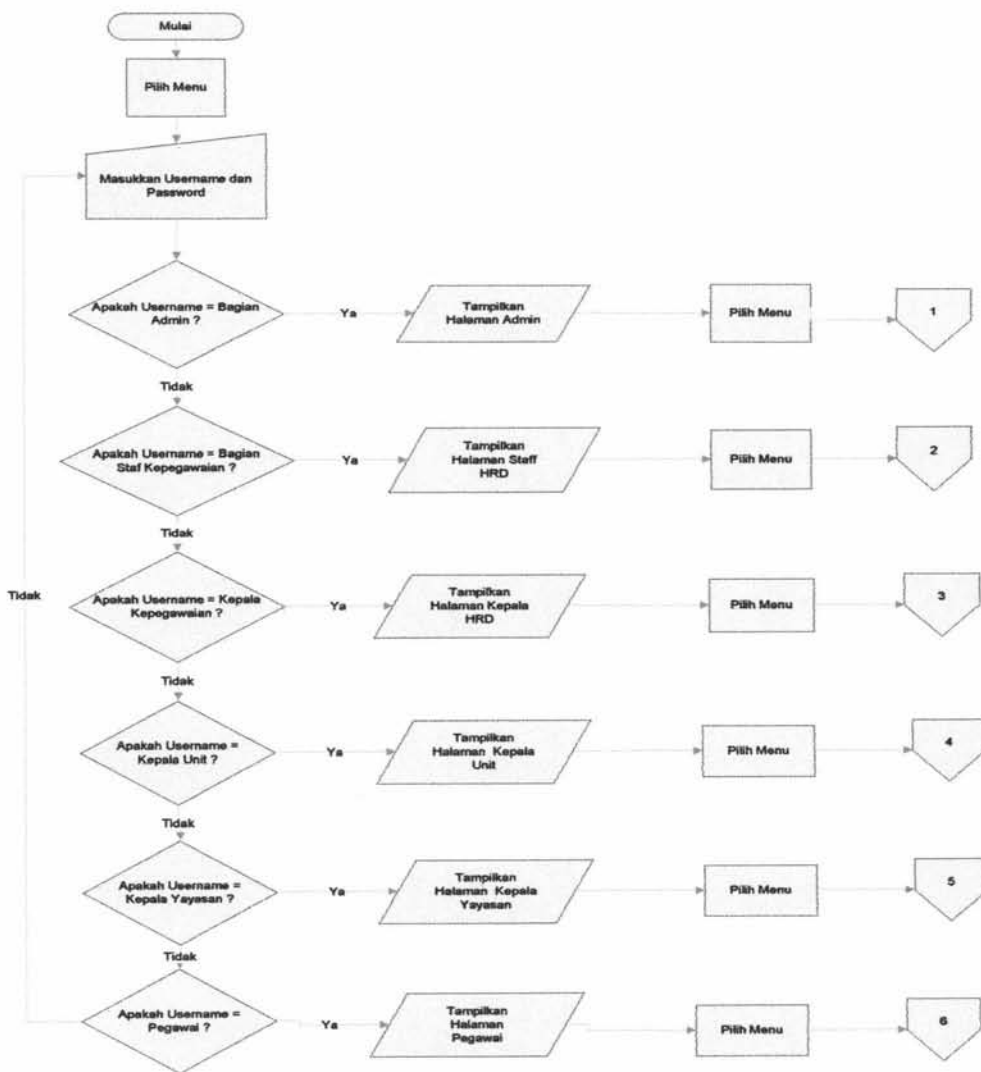 Mulai
Pilih Menu
Masukkan Username dan
Password
Apakah Username = Bagian
Admin ?
Ya
Tampilkan
Halaman Admin
Pilih Menu
1
Tidak
Apakah Username = Bagian
Staf Kepegawaian ?
Ya
Tampilkan
Halaman Staff
HRD
Pilih Menu
2
Tidak
Apakah Username = Kepala
Kepegawaian ?
Ya
Tampilkan
Halaman Kepala
HRD
Pilih Menu
3
Tidak
Tidak
Apakah Username =
Kepala Unit ?
Ya
Tampilkan
Halaman Kepala
Unit
Pilih Menu
4
Tidak
Apakah Username =
Kepala Yayasan ?
Ya
Tampilkan
Halaman Kepala
Yayasan
Pilih Menu
5
Tidak
Apakah Username =
Pegawai ?
Ya
Tampilkan
Halaman
Pegawai
Pilih Menu
6